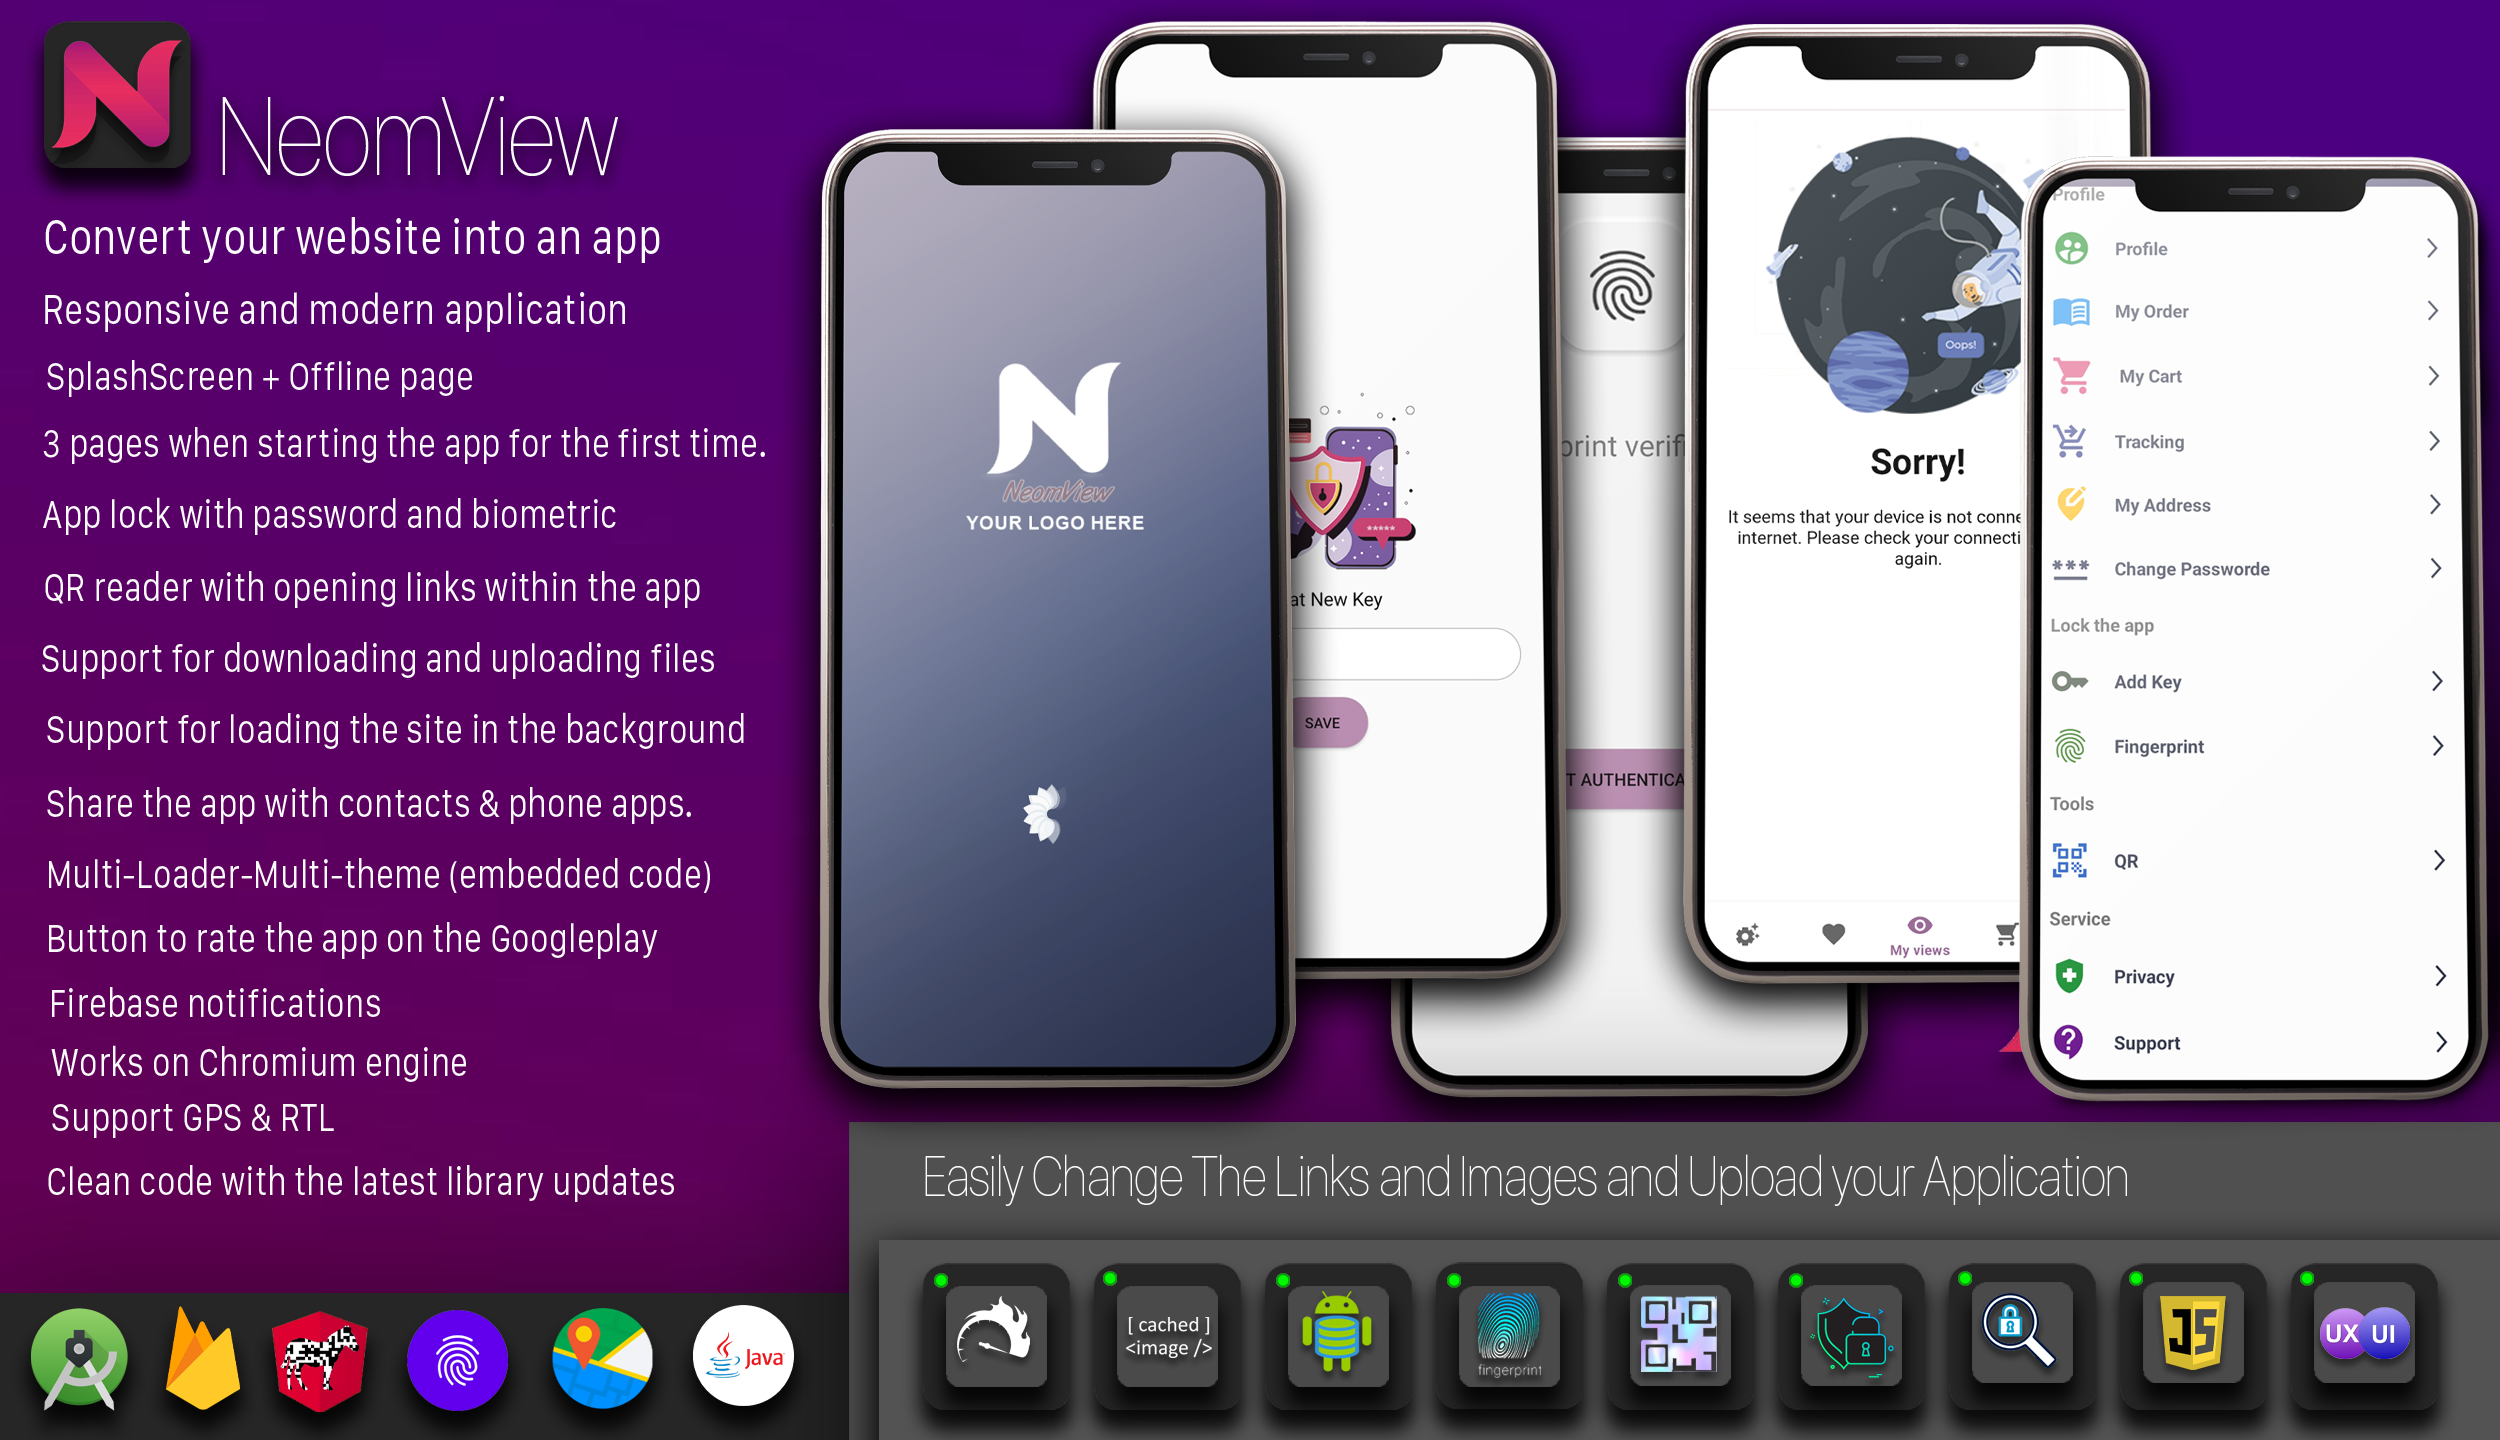 NeomView
Convert your website into an app
Responsive and modern application
SplashScreen + Offline page
3 pages when starting the app for the first time.
App lock with password and biometric
QR reader with opening links within the app
Support for downloading and uploading files
Support for loading the site in the background
Share the app with contacts & phone apps.
Multi-Loader-Multi-theme (embedded code)
Button to rate the app on the Googleplay
Firebase notifications
Works on Chromium engine
Support GPS & RTL
Clean code with the latest library updates
Java
NeomView
YOUR LOGO HERE
*****
at New Key
SAVE
print verifi
T AUTHENTICA
Oops!
Sorry!
It seems that your device is not conne
internet. Please check your connecti
again.
My views
Profile
Profile
My Order
My Cart
Tracking
My Address
*** Change Passworde
Lock the app
Add Key
Fingerprint
Tools
QR
Service
Privacy
? Support
Easily Change The Links and Images and Upload your Application
[ cached ]
<image />
fingerprint
JS
UX UI